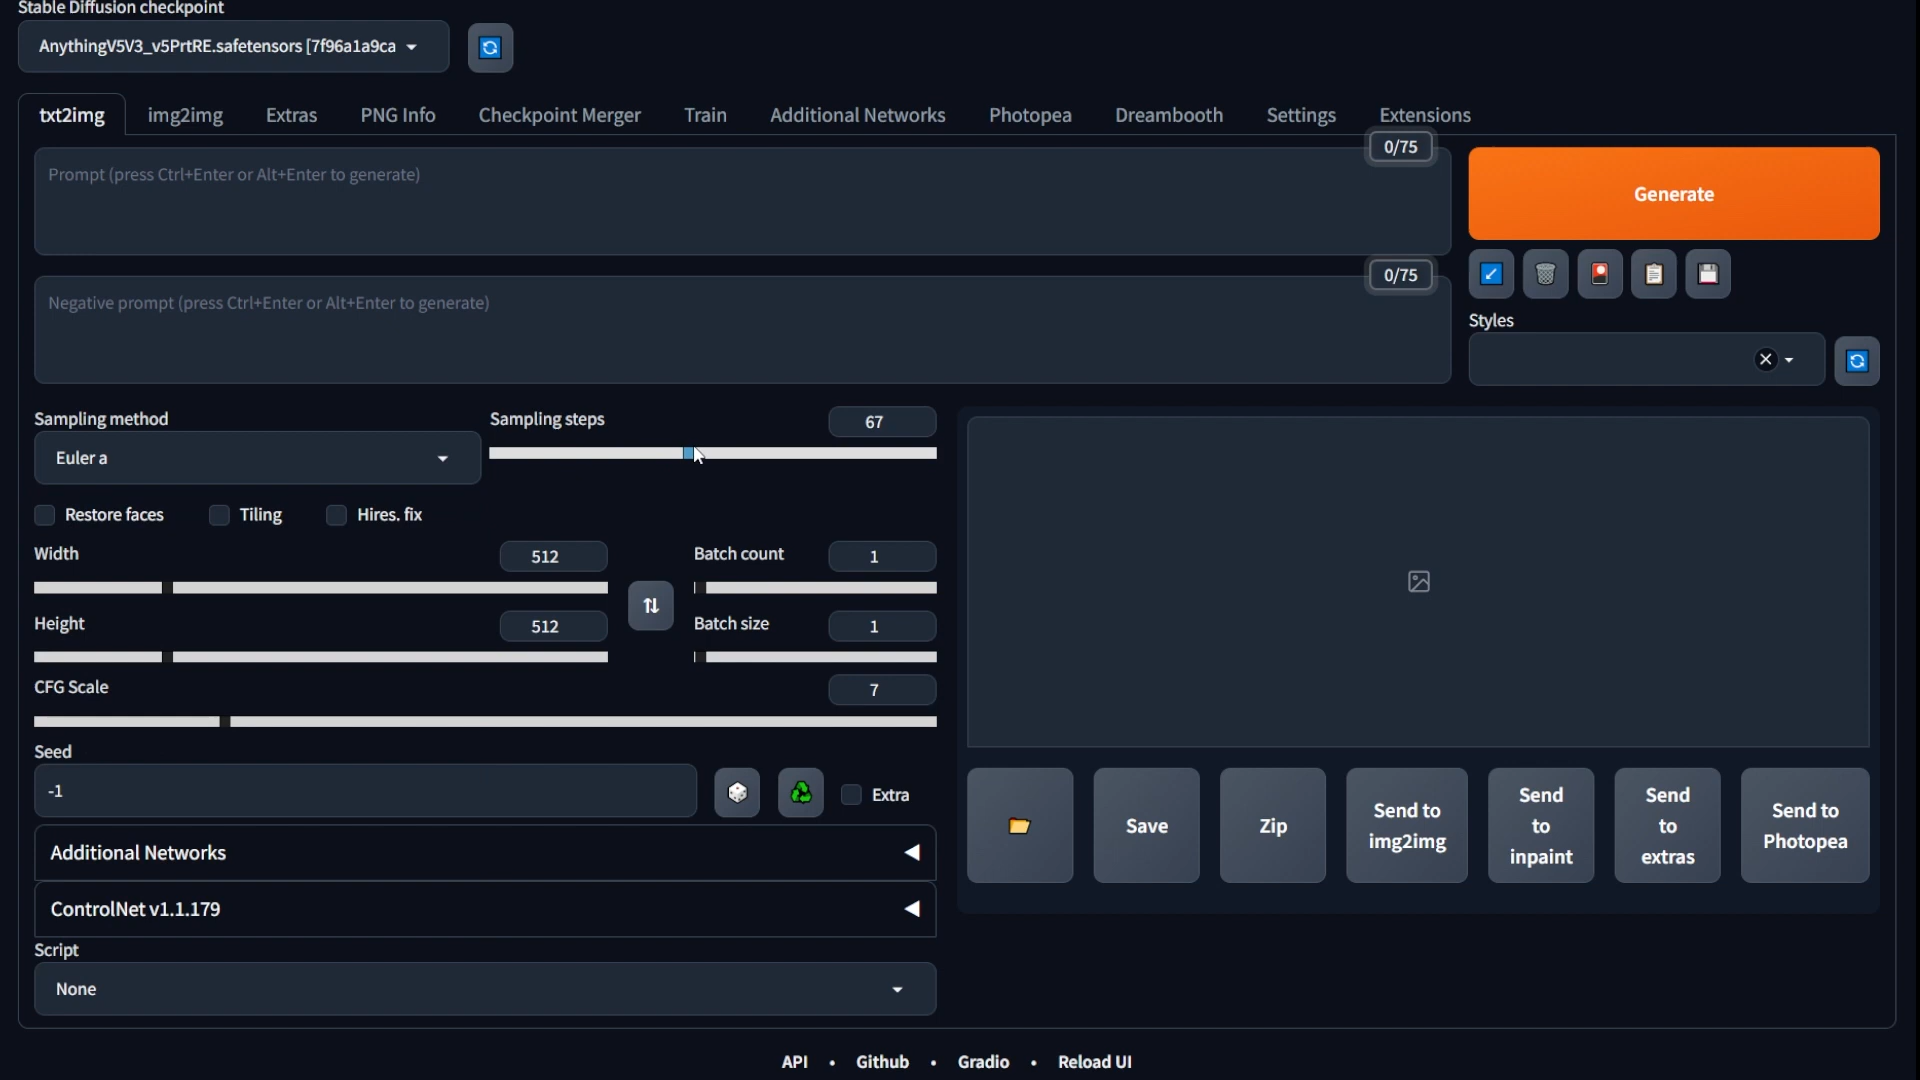 Stable Diffusion checkpoint
AnythingV5V3_v5PrtRE.safetensors [7f96a1a9ca
txt2img img2img Extras PNG Info Checkpoint Merger Train Additional Networks Photopea Dreambooth Settings Extensions
0/75
Prompt (press Ctrl+Enter or Alt+Enter to generate)
Generate
0/75
Negative prompt (press Ctrl+Enter or Alt+Enter to generate)
Styles
Sampling method
Euler a
Sampling steps
67
Restore faces Tiling Hires. fix
Width
512
Batch count
1
Height
512
Batch size
1
CFG Scale
7
Seed
-1
Extra
Save
Zip
Send to
img2img
Send
to
inpaint
Send
to
extras
Send to
Photopea
Additional Networks
ControlNet v1.1.179
Script
None
API • Github • Gradio • Reload UI